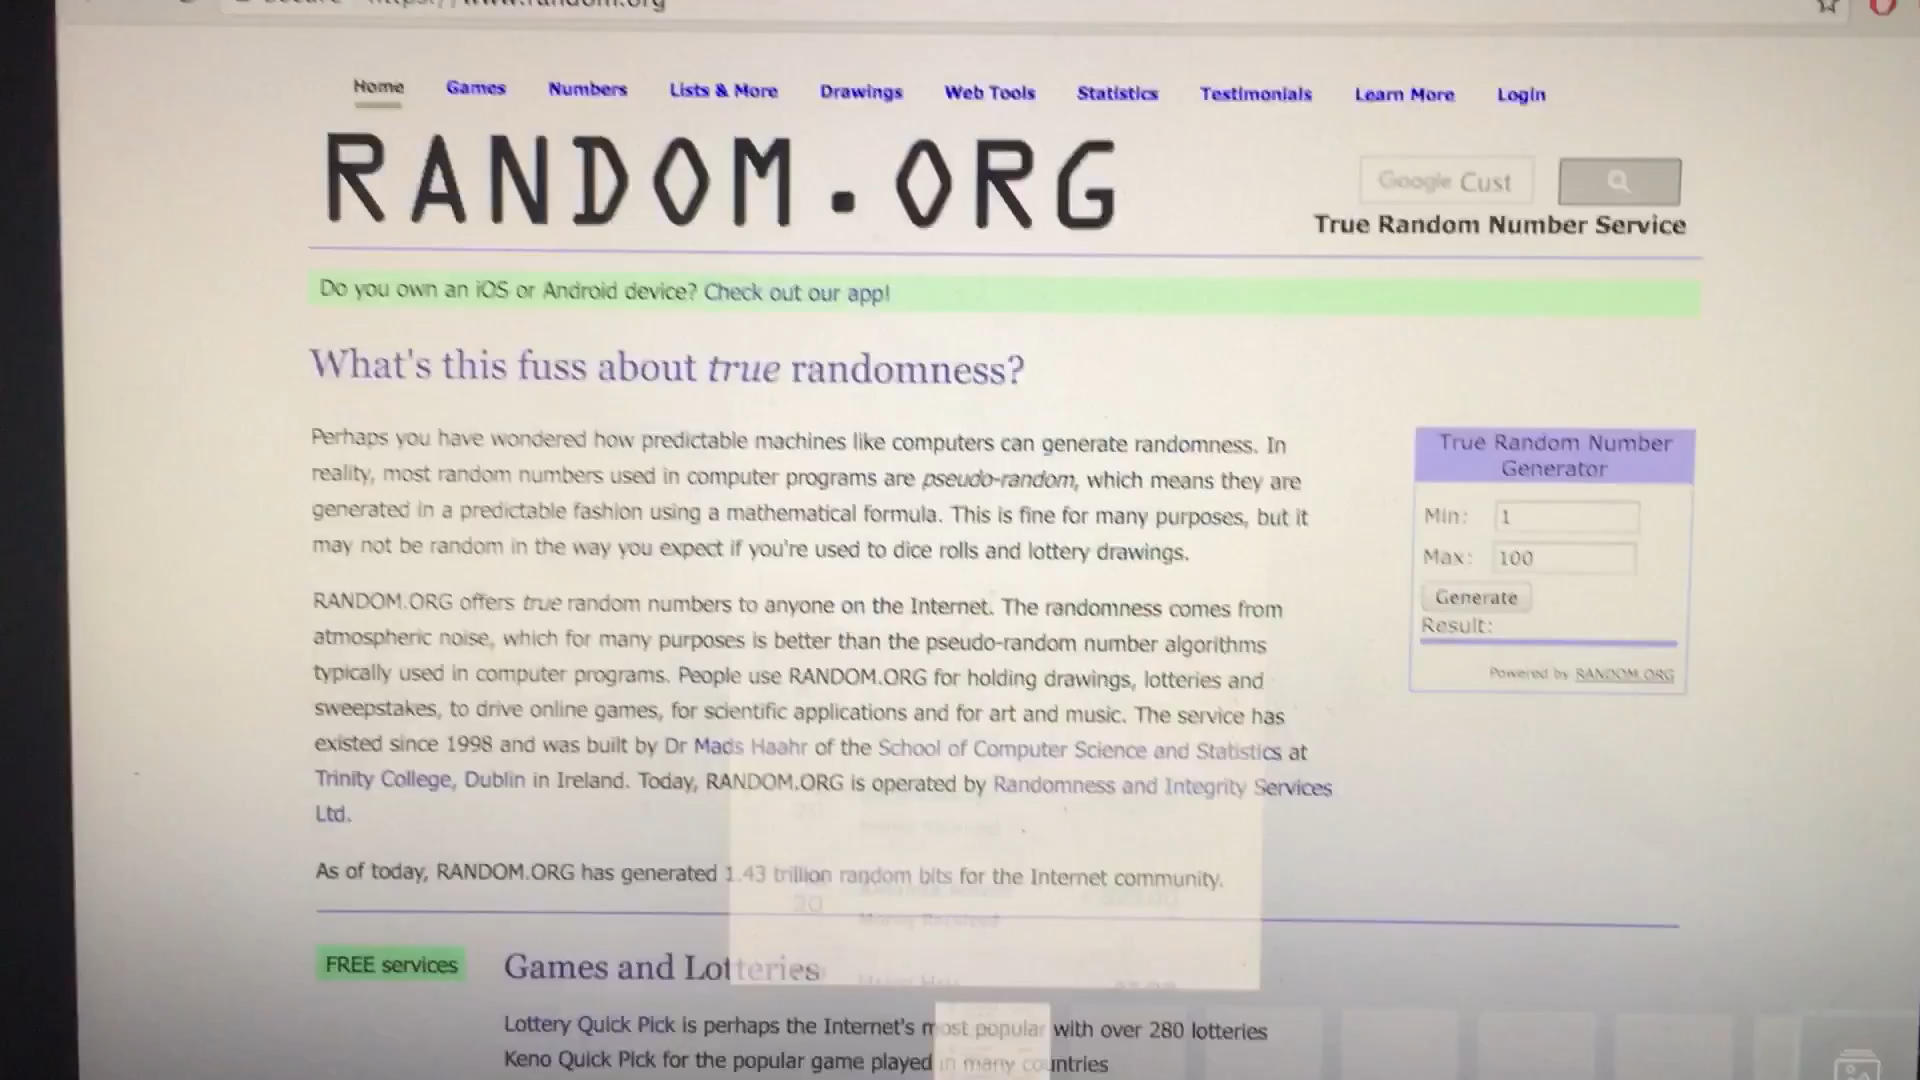 Secure https://www.random.org
Home Games Numbers Lists & More Drawings Web Tools Statistics Testimonials Learn More Login
RANDOM.ORG
Google Cust
True Random Number Service
Do you own an iOS or Android device? Check out our app!
What's this fuss about true randomness?
Perhaps you have wondered how predictable machines like computers can generate randomness. In
reality, most random numbers used in computer programs are pseudo-random, which means they are
generated in a predictable fashion using a mathematical formula. This is fine for many purposes, but it
may not be random in the way you expect if you're used to dice rolls and lottery drawings.
RANDOM.ORG offers true random numbers to anyone on the Internet. The randomness comes from
atmospheric noise, which for many purposes is better than the pseudo-random number algorithms
typically used in computer programs. People use RANDOM.ORG for holding drawings, lotteries and
sweepstakes, to drive online games, for scientific applications and for art and music. The service has
existed since 1998 and was built by Dr Mads Haahr of the School of Computer Science and Statistics at
Trinity College, Dublin in Ireland. Today, RANDOM.ORG is operated by Randomness and Integrity Services
Ltd.
As of today, RANDOM.ORG has generated 1.43 trillion random bits for the Internet community.
True Random Number
Generator
Min: 1
Max: 100
Generate
Result:
Powered by RANDOM.ORG
20
Money Received
FREE services
Games and Lotteries
Lottery Quick Pick is perhaps the Internet's most popular with over 280 lotteries
Keno Quick Pick for the popular game played in many countries